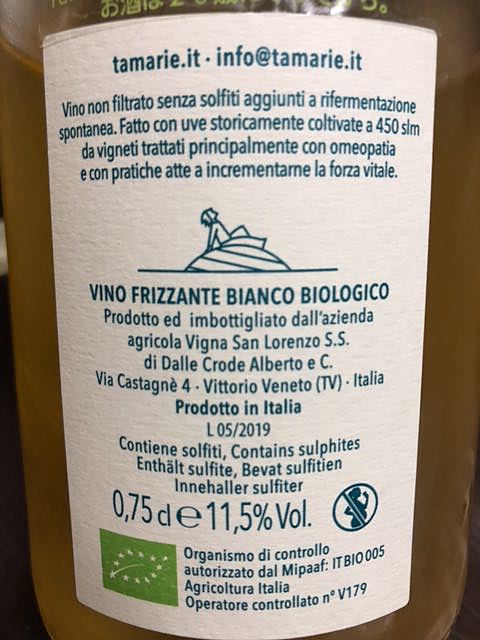 お酒は
tamarie.it · info@tamarie.it
Vino non filtrato senza solfiti aggiunti a rifermentazione
spontanea. Fatto con uve storicamente coltivate a 450 slm
da vigneti trattati principalmente con omeopatia
e con pratiche atte a incrementarne la forza vitale.
VINO FRIZZANTE BIANCO BIOLOGICO
Prodotto ed imbottigliato dall'azienda
agricola Vigna San Lorenzo S.S.
di Dalle Crode Alberto e C.
Via Castagnè 4 · Vittorio Veneto (TV) · Italia
Prodotto in Italia
L 05/2019
Contiene solfiti, Contains sulphites
Enthält sulfite, Bevat sulfitien
Innehaller sulfiter
0,75 d e 11,5% Vol.
Organismo di controllo
autorizzato dal Mipaaf: IT BIO 005
Agricoltura Italia
Operatore controllato n° V179